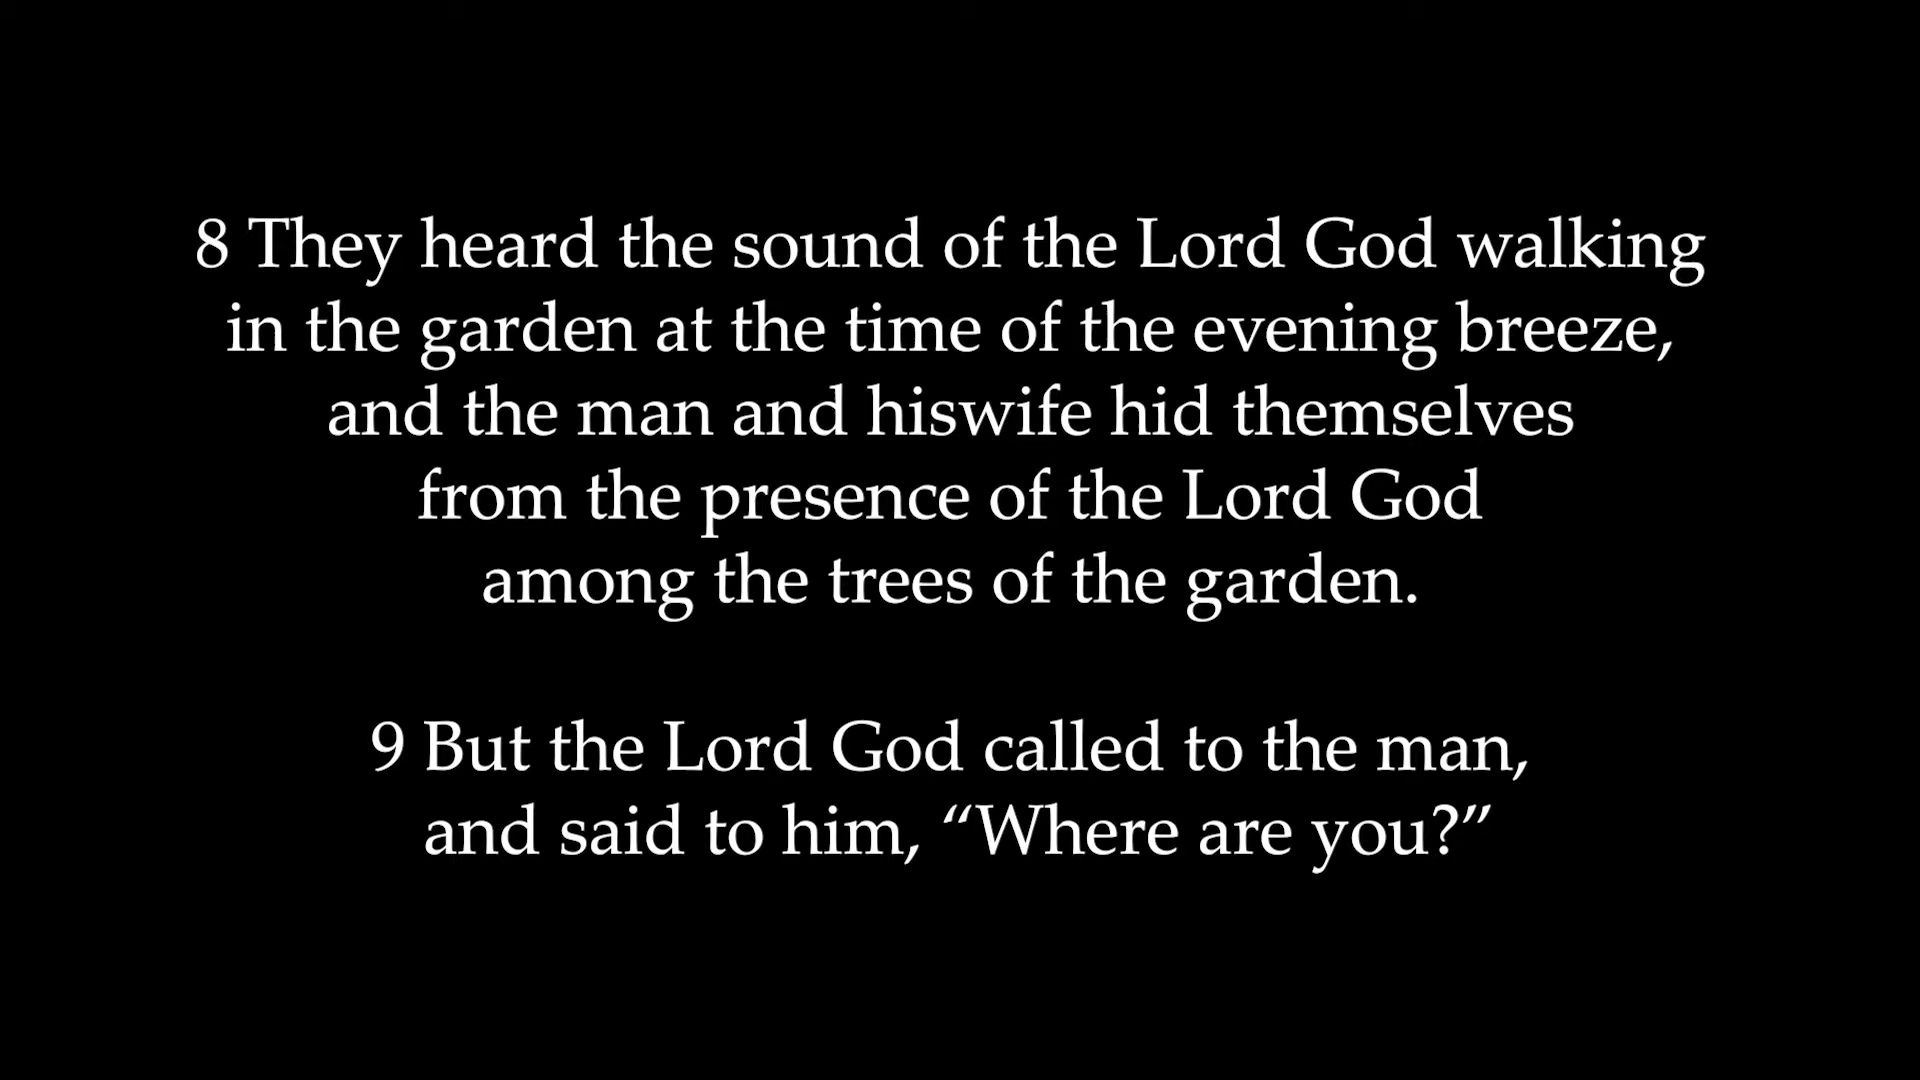 8 They heard the sound of the Lord God walking
in the garden at the time of the evening breeze,
and the man and hiswife hid themselves
from the presence of the Lord God
among the trees of the garden.
9 But the Lord God called to the man,
and said to him, “Where are you?”